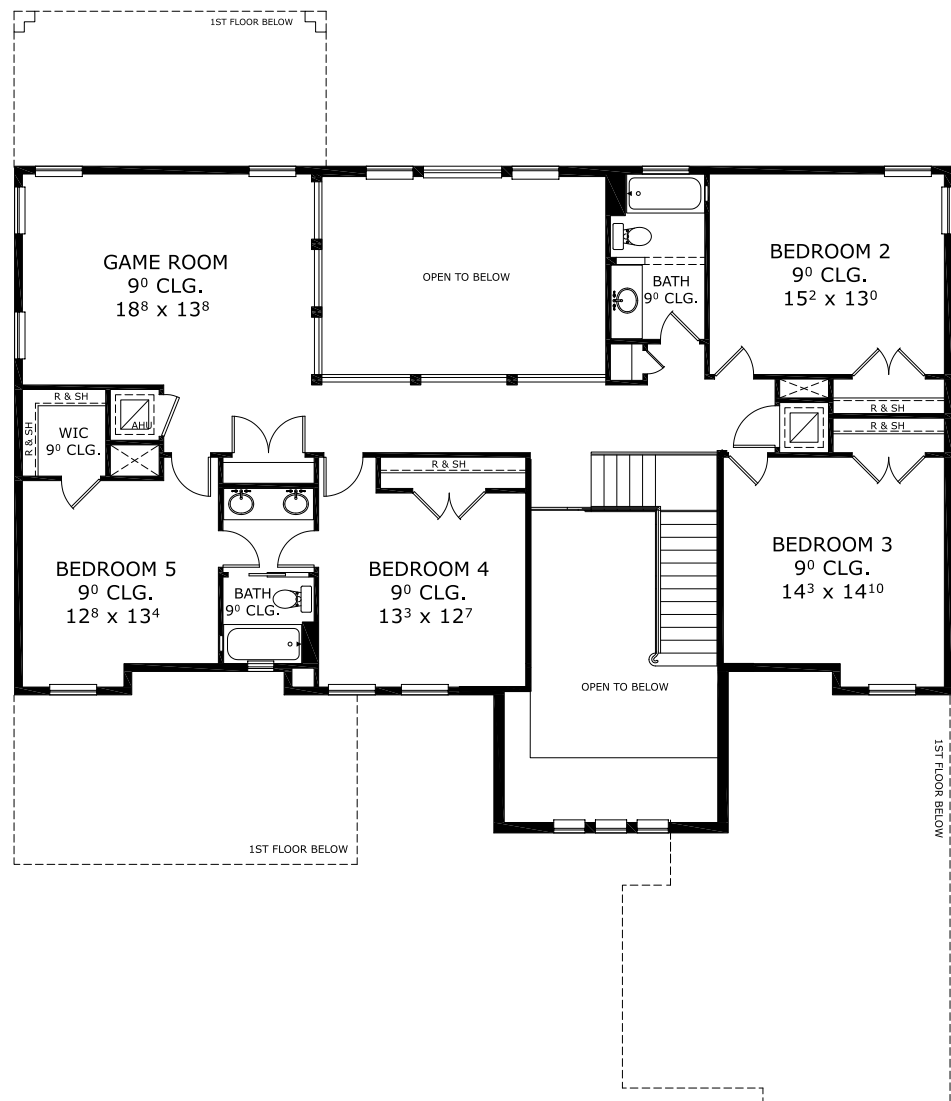 1ST FLOOR BELOW
GAME ROOM
9⁰ CLG.
18⁸ x 13⁸
OPEN TO BELOW
BATH
9⁰ CLG.
BEDROOM 2
9⁰ CLG.
15² x 13⁰
R & SH
R & SH
WIC
9⁰ CLG.
AHU
R & SH
R & SH
R & SH
BEDROOM 5
9⁰ CLG.
12⁸ x 13⁴
BATH
9⁰ CLG.
BEDROOM 4
9⁰ CLG.
13³ x 12⁷
BEDROOM 3
9⁰ CLG.
14³ x 14¹⁰
OPEN TO BELOW
1ST FLOOR BELOW
1ST FLOOR BELOW